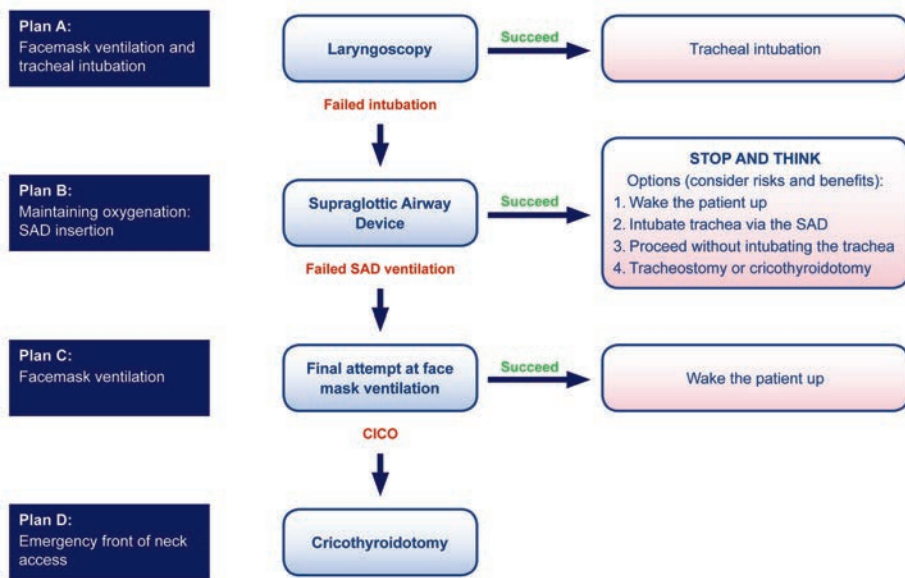 Plan A:
Facemask ventilation and
tracheal intubation
Laryngoscopy
Succeed
Tracheal intubation
Failed intubation
Plan B:
Maintaining oxygenation:
SAD insertion
Supraglottic Airway
Device
Succeed
STOP AND THINK
Options (consider risks and benefits):
1. Wake the patient up
2. Intubate trachea via the SAD
3. Proceed without intubating the trachea
4. Tracheostomy or cricothyroidotomy
Failed SAD ventilation
Plan C:
Facemask ventilation
Final attempt at face
mask ventilation
Succeed
Wake the patient up
CICO
Plan D:
Emergency front of neck
access
Cricothyroidotomy